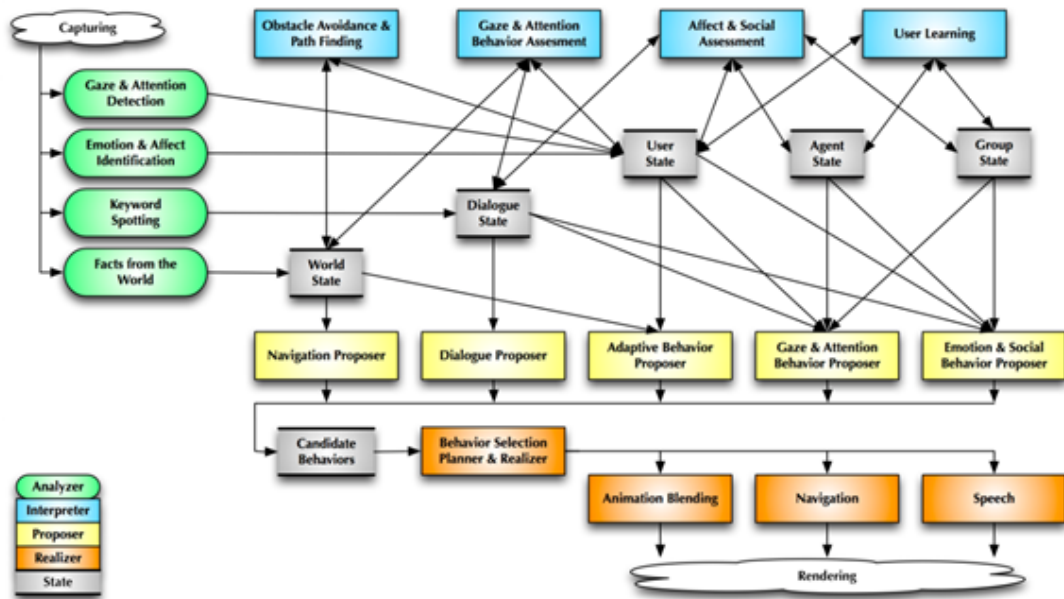 Capturing
Obstacle Avoidance &
Path Finding
Gaze & Attention
Behavior Assesment
Affect & Social
Assessment
User Learning
Gaze & Attention
Detection
Emotion & Affect
Identification
Keyword
Spotting
Facts from the
World
User
State
Agent
State
Group
State
Dialogue
State
World
State
Navigation Proposer
Dialogue Proposer
Adaptive Behavior
Proposer
Gaze & Attention
Behavior Proposer
Emotion & Social
Behavior Proposer
Candidate
Behaviors
Behavior Selection
Planner & Realizer
Animation Blending
Navigation
Speech
Rendering
Analyzer
Interpreter
Proposer
Realizer
State